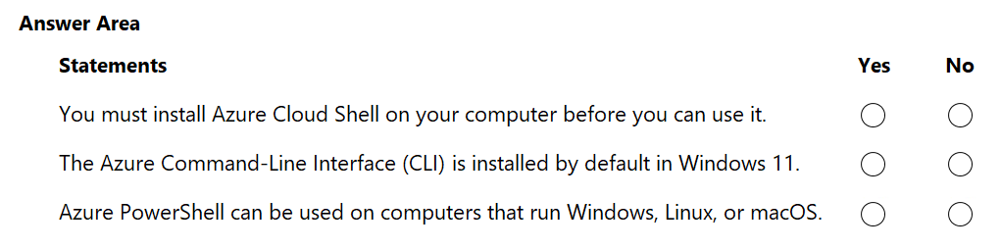 Answer Area
Statements Yes No
You must install Azure Cloud Shell on your computer before you can use it.
The Azure Command-Line Interface (CLI) is installed by default in Windows 11.
Azure PowerShell can be used on computers that run Windows, Linux, or macOS.